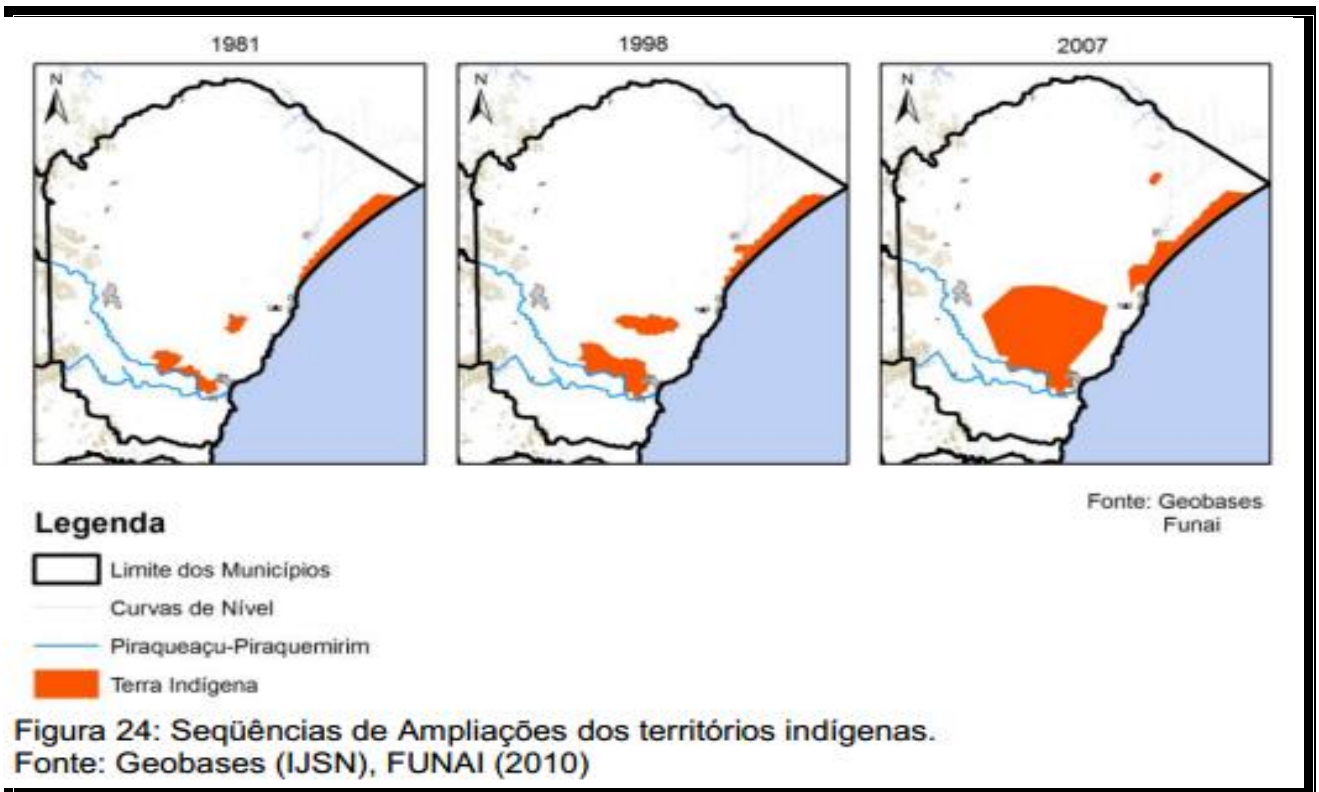 1981
1998
2007
N
N
N
Fonte: Geobases
Funai
Legenda
Limite dos Municípios
Curvas de Nível
Piraqueaçu-Piraquemirim
Terra Indígena
Figura 24: Seqüências de Ampliações dos territórios indígenas.
Fonte: Geobases (IJSN), FUNAI (2010)